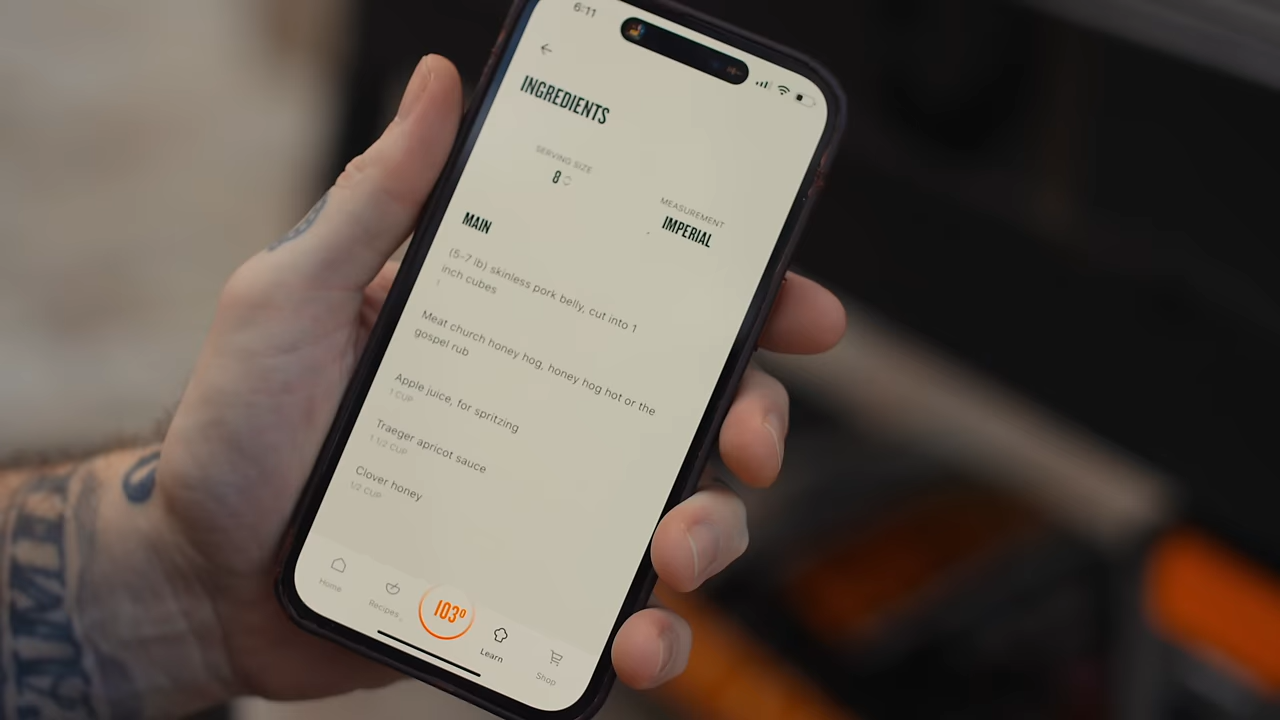 6:11
INGREDIENTS
SERVING SIZE
8
MEASUREMENT
IMPERIAL
MAIN
(5-7 lb) skinless pork belly, cut into 1
inch cubes
1
Meat church honey hog, honey hog hot or the
gospel rub
Apple juice, for spritzing
1 CUP
Traeger apricot sauce
1 1/2 CUP
Clover honey
1/2 CUP
Home
Recipes
103°
Learn
Shop